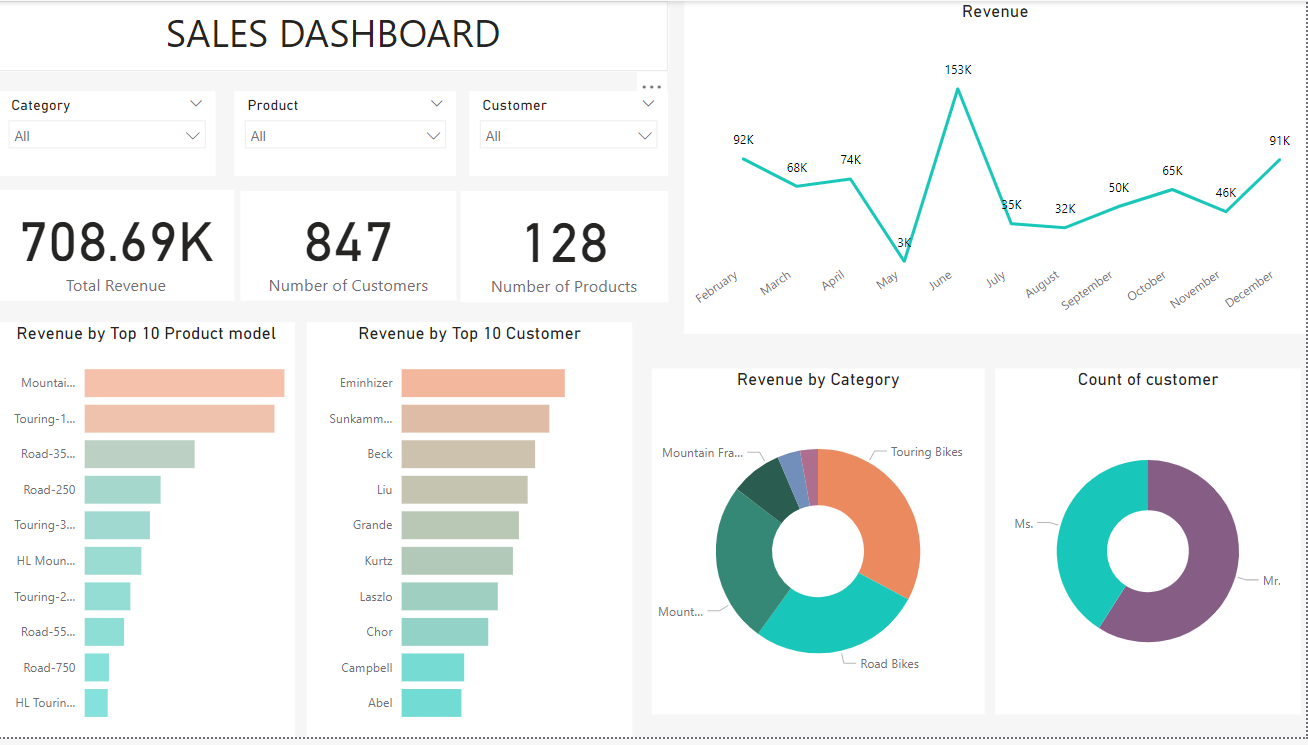 SALES DASHBOARD
Category
All
Product
All
Customer
All
708.69K
Total Revenue
847
Number of Customers
128
Number of Products
Revenue
92K
68K
74K
3K
153K
35K
32K
50K
65K
46K
91K
February
March
April
May
June
July
August
September
October
November
December
Revenue by Top 10 Product model
Mountai...
Touring-1...
Road-35...
Road-250
Touring-3...
HL Moun...
Touring-2...
Road-55...
Road-750
HL Tourin...
Revenue by Top 10 Customer
Eminhizer
Sunkamm...
Beck
Liu
Grande
Kurtz
Laszlo
Chor
Campbell
Abel
Revenue by Category
Mountain Fra...
Touring Bikes
Mount...
Road Bikes
Count of customer
Ms.
Mr.